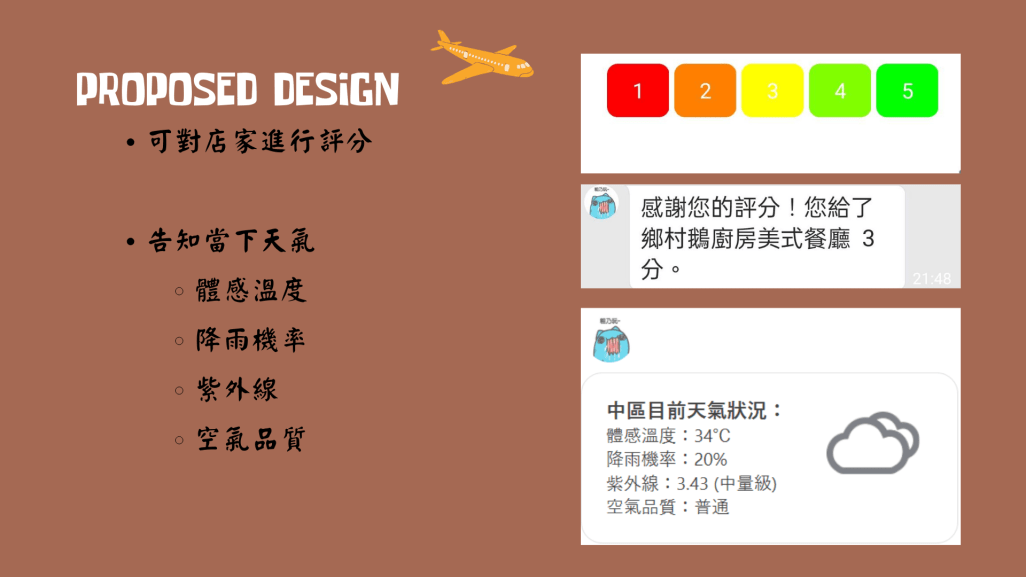 PROPOSED DESIGN
• 可對店家進行評分
• 告知當下天氣
○ 體感溫度
○ 降雨機率
○ 紫外線
○ 空氣品質
1 2 3 4 5
感謝您的評分！您給了
鄉村鵝廚房美式餐廳 3
分。
21:48
中區目前天氣狀況：
體感溫度：34°C
降雨機率：20%
紫外線：3.43 (中量級)
空氣品質：普通